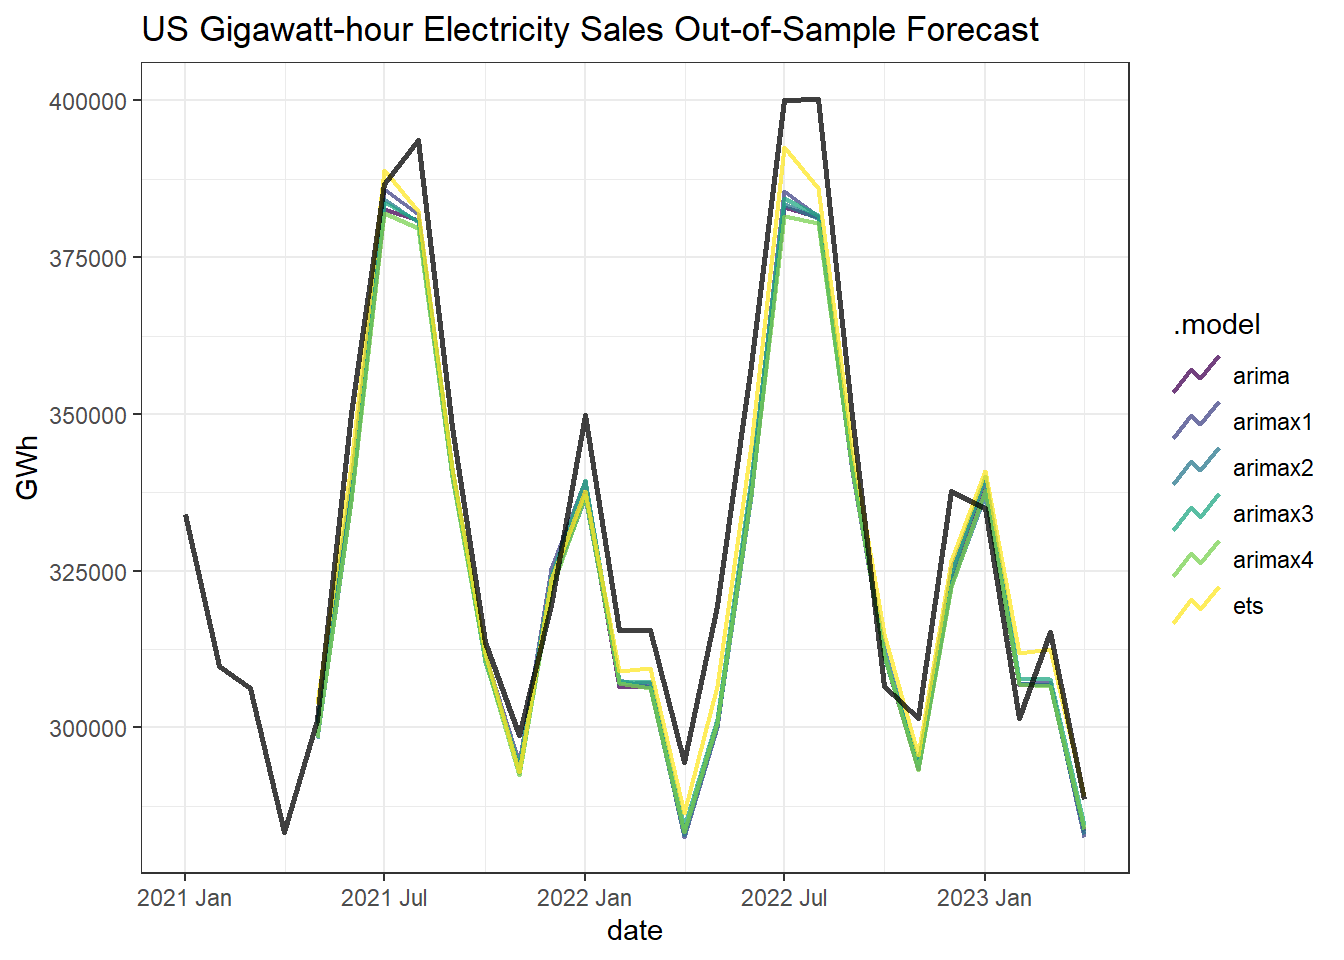 US Gigawatt-hour Electricity Sales Out-of-Sample Forecast
400000
375000
350000
325000
300000
GWh
2021 Jan
2021 Jul
2022 Jan
2022 Jul
2023 Jan
date
.model
arima
arimax1
arimax2
arimax3
arimax4
ets